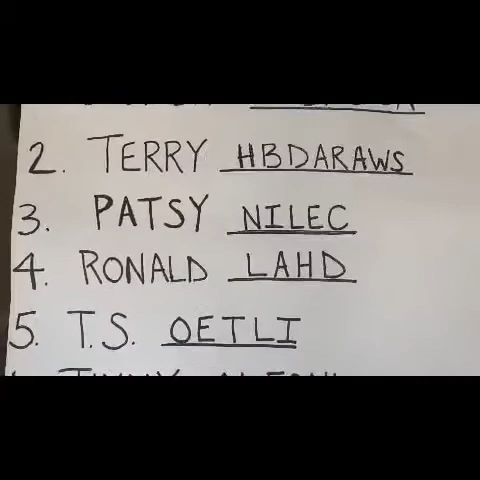 2. TERRY HBDARAWS
3. PATSY NILEC
4. RONALD LAHD
5. T.S. OETLI